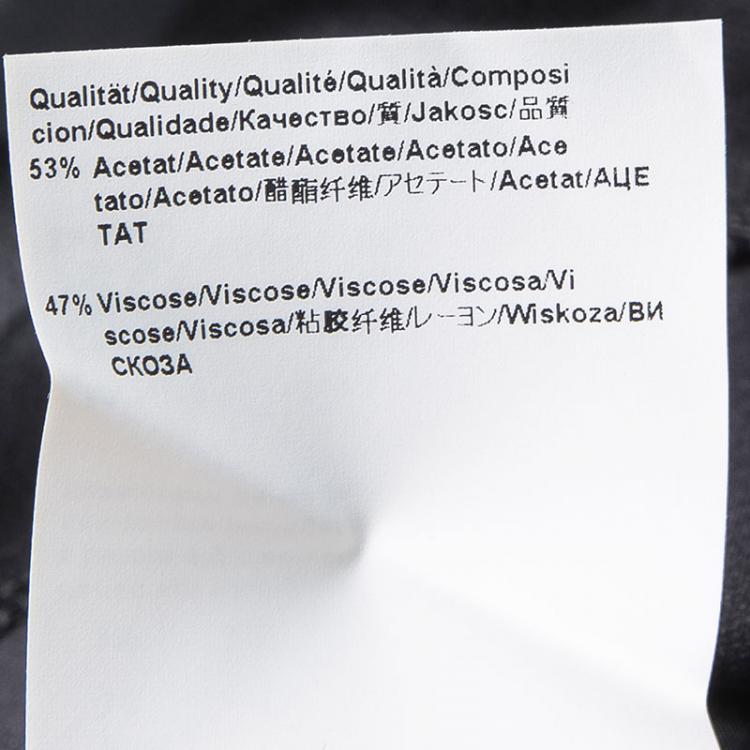 Qualität/Quality/Qualité/Qualità/Composi
cion/Qualidade/Качество/質/Jakosc/品質
53% Acetat/Acetate/Acetate/Acetato/Ace
tato/Acetato/醋酯纤维/アセテート/Acetat/АЦЕ
ТАТ
47% Viscose/Viscose/Viscose/Viscosa/Vi
scose/Viscosa/粘胶纤维/レーヨン/Wiskoza/ВИ
СКОЗА